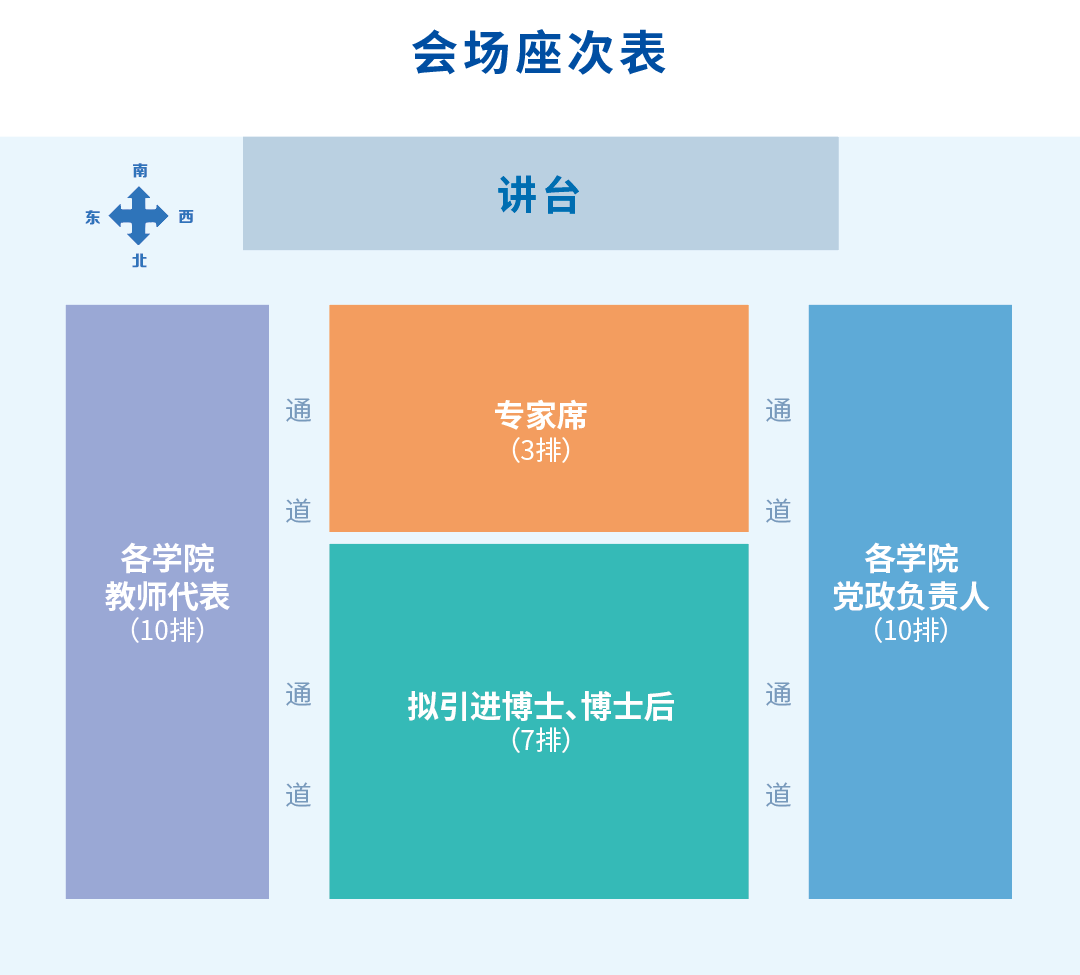 会场座次表
讲台
南
东
西
北
专家席
（3排）
通
道
通
道
各学院
教师代表
（10排）
各学院
党政负责人
（10排）
拟引进博士、博士后
（7排）
通
道
通
道